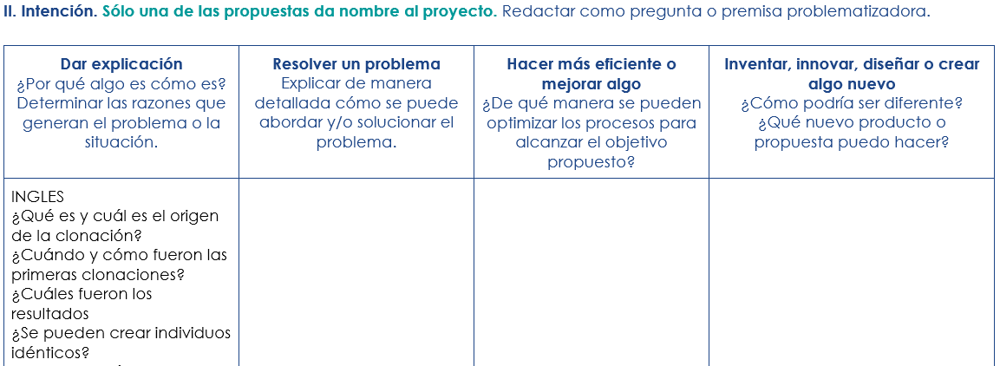 II. Intención. Sólo una de las propuestas da nombre al proyecto. Redactar como pregunta o premisa problematizadora.
Dar explicación
¿Por qué algo es cómo es?
Determinar las razones que
generan el problema o la
situación.
Resolver un problema
Explicar de manera
detallada cómo se puede
abordar y/o solucionar el
problema.
Hacer más eficiente o
mejorar algo
¿De qué manera se pueden
optimizar los procesos para
alcanzar el objetivo
propuesto?
Inventar, innovar, diseñar o crear
algo nuevo
¿Cómo podría ser diferente?
¿Qué nuevo producto o
propuesta puedo hacer?
INGLES
¿Qué es y cuál es el origen
de la clonación?
¿Cuándo y cómo fueron las
primeras clonaciones?
¿Cuáles fueron los
resultados
¿Se pueden crear individuos
idénticos?